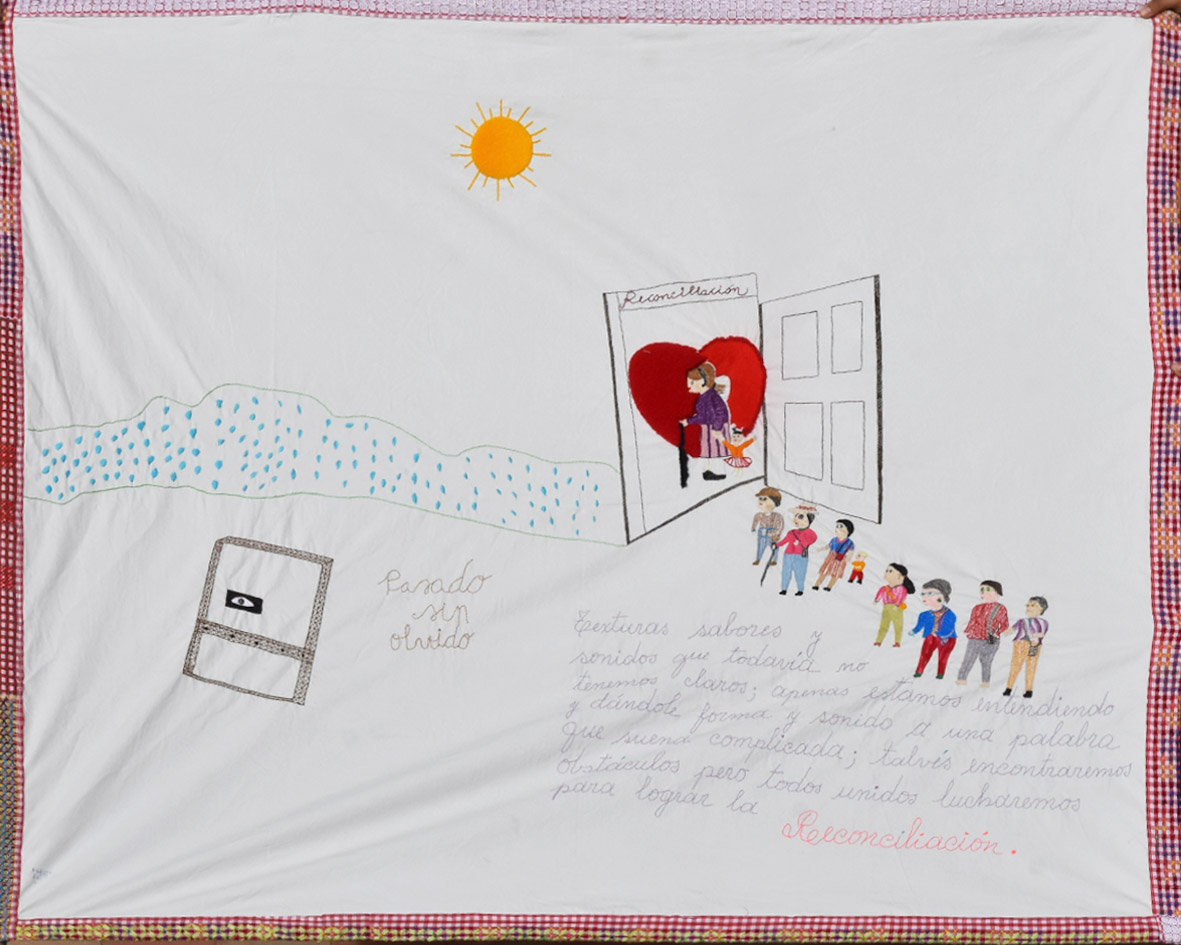 Reconciliación
Pasado
sin
olvido
Texturas sabores y
sonidos que todavía no
tenemos claros; apenas estamos entendiendo
y dándole forma y sonido a una palabra
que suena complicada; talvés encontraremos
obstáculos pero todos unidos lucharemos
para lograr la
Reconciliación.